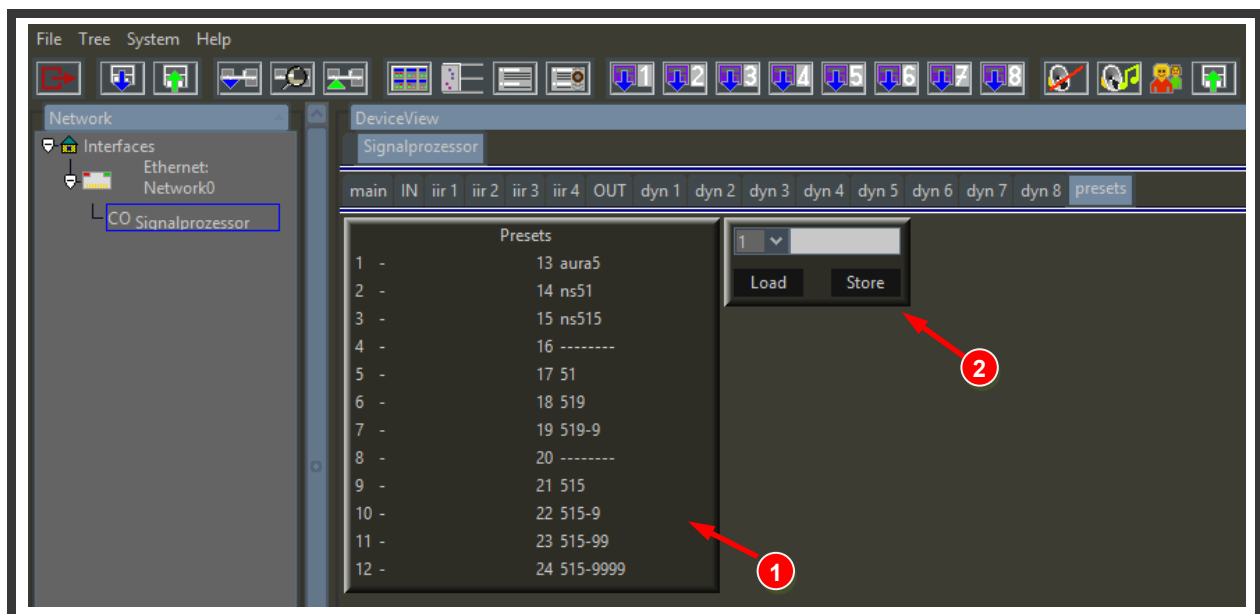 File Tree System Help
1 2 3 4 5 6 7 8
Network
DeviceView
Interfaces
Ethernet:
Network0
CO Signalprozessor
Signalprozessor
main IN iir 1 iir 2 iir 3 iir 4 OUT dyn 1 dyn 2 dyn 3 dyn 4 dyn 5 dyn 6 dyn 7 dyn 8 presets
Presets
1 - 13 aura5
2 - 14 ns51
3 - 15 ns515
4 - 16 --------
5 - 17 51
6 - 18 519
7 - 19 519-9
8 - 20 --------
9 - 21 515
10 - 22 515-9
11 - 23 515-99
12 - 24 515-9999
1
Load Store
2
1